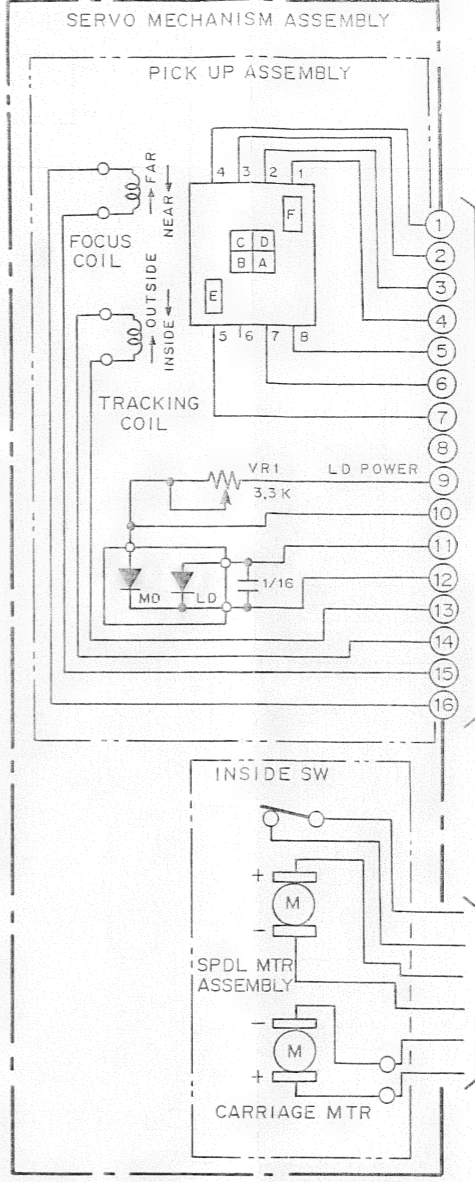 SERVO MECHANISM ASSEMBLY
PICK UP ASSEMBLY
4 3 2 1
FAR
NEAR
F
1
FOCUS
COIL
C D
B A
2
OUTSIDE
INSIDE
E
3
4
5 6 7 8
5
6
TRACKING
COIL
7
8
VR1 LD POWER
3.3K
9
10
11
MD LD
1/16
12
13
14
15
16
INSIDE SW
+
M
-
SPDL MTR
ASSEMBLY
-
M
+
CARRIAGE MTR